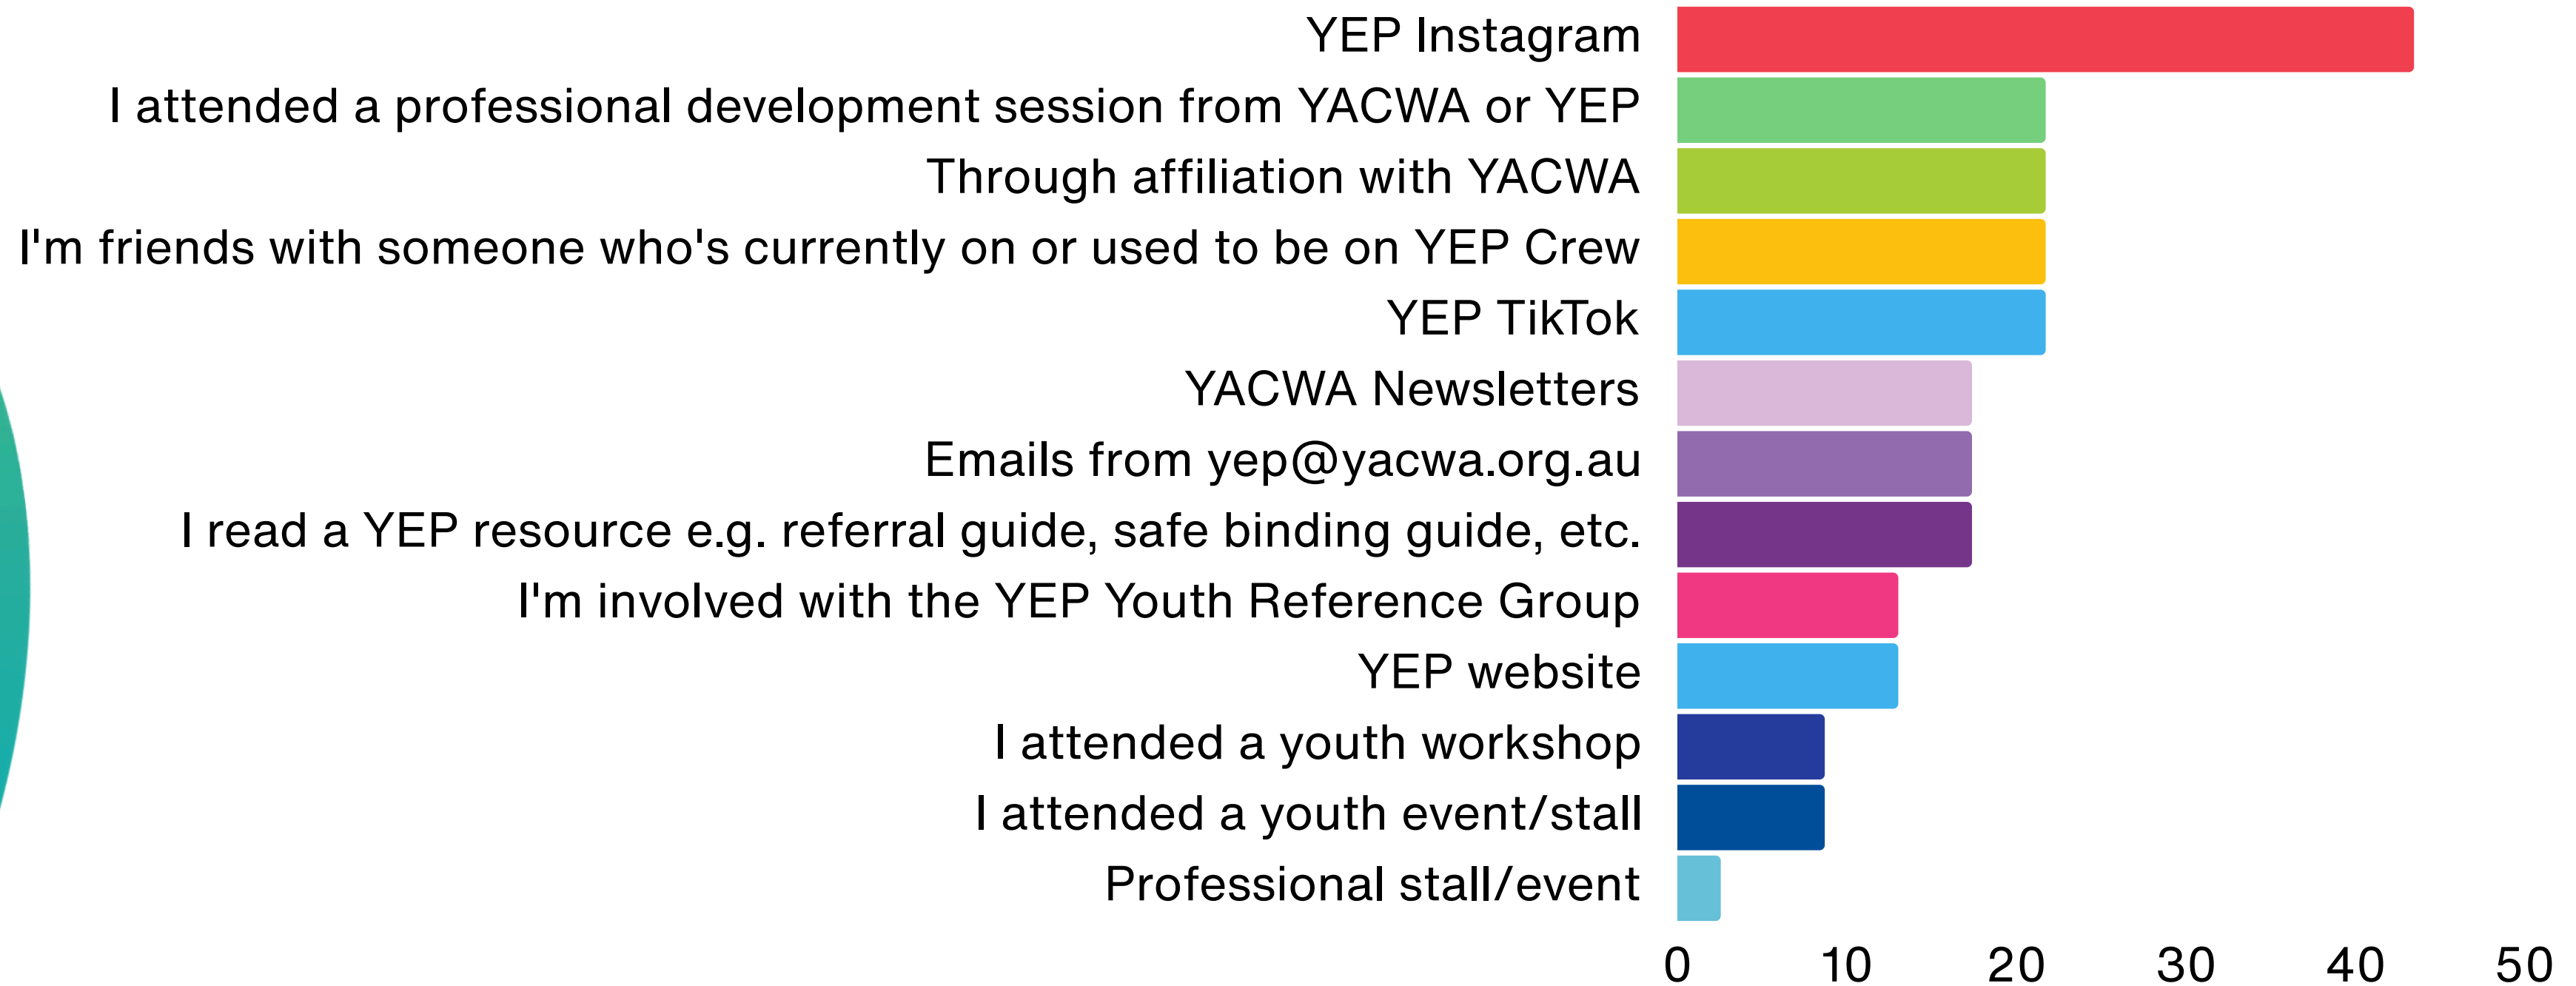 YEP Instagram
I attended a professional development session from YACWA or YEP
Through affiliation with YACWA
I'm friends with someone who's currently on or used to be on YEP Crew
YEP TikTok
YACWA Newsletters
Emails from yep@yacwa.org.au
I read a YEP resource e.g. referral guide, safe binding guide, etc.
I'm involved with the YEP Youth Reference Group
YEP website
I attended a youth workshop
I attended a youth event/stall
Professional stall/event
0 10 20 30 40 50